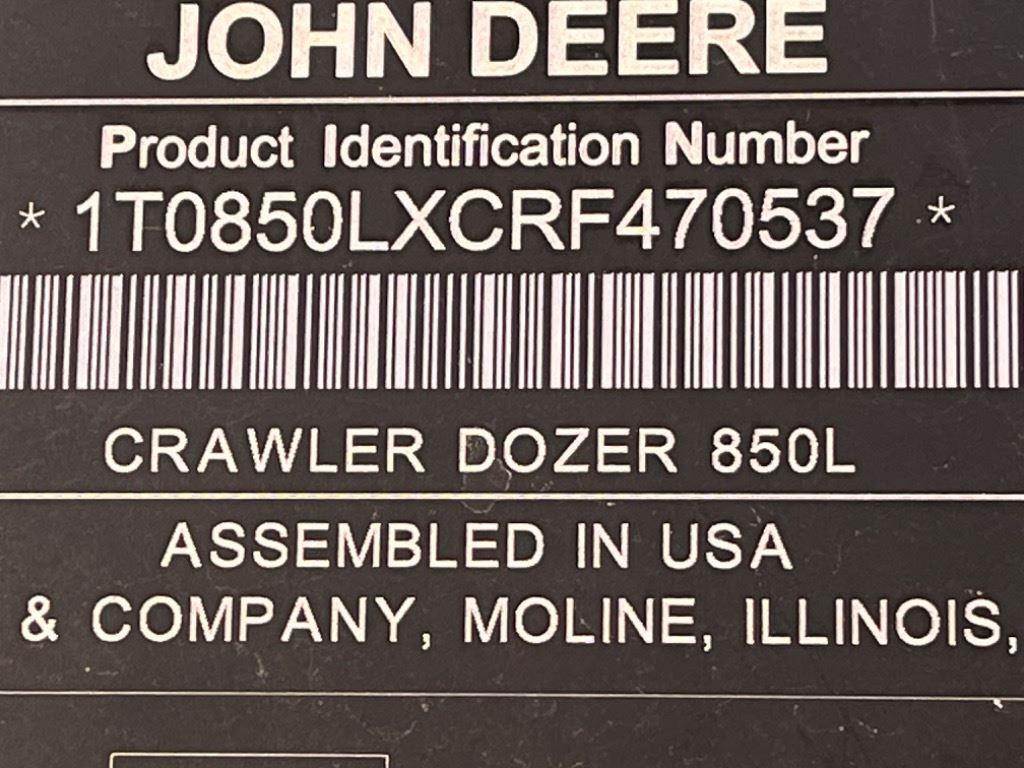 JOHN DEERE
Product Identification Number
* 1T0850LXCRF470537 *
CRAWLER DOZER 850L
ASSEMBLED IN USA
& COMPANY, MOLINE, ILLINOIS,